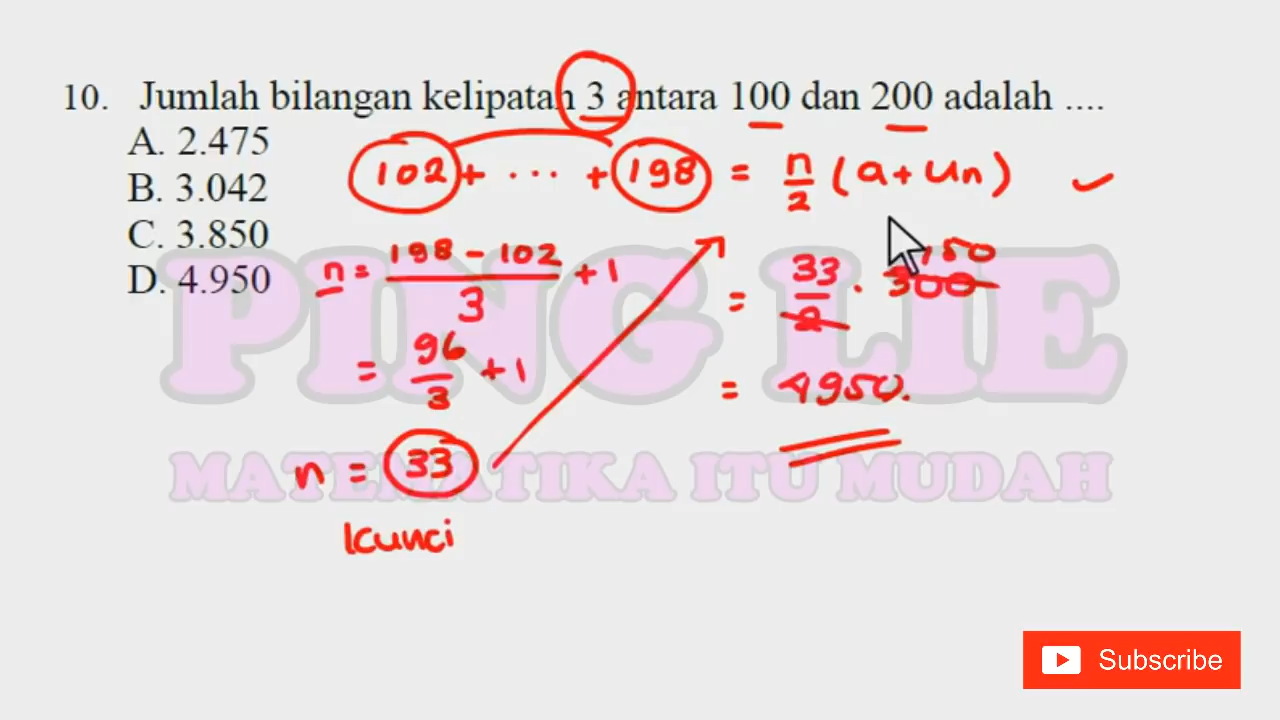 10. Jumlah bilangan kelipatan 3 antara 100 dan 200 adalah ....
A. 2.475
B. 3.042
C. 3.850
D. 4.950
102 + ... + 198 = n/2 (a + Un)
n = 198 - 102 / 3 + 1
= 96/3 + 1
n = 33
kunci
= 33/2 . 300 150
= 4950.
PING LIE
MATEMATIKA ITU MUDAH
Subscribe